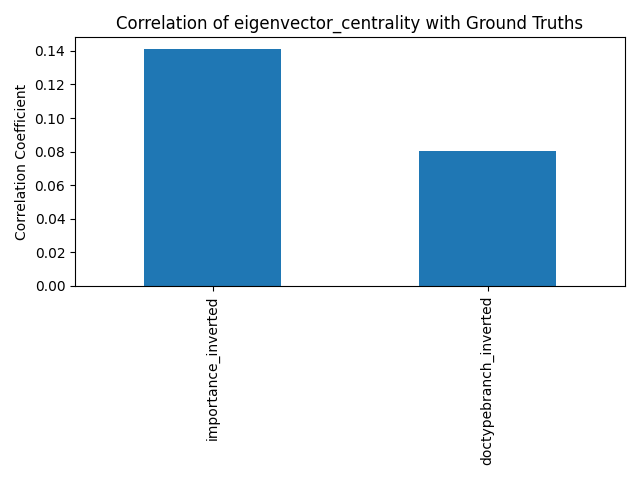 Correlation of eigenvector_centrality with Ground Truths
Correlation Coefficient
0.14
0.12
0.10
0.08
0.06
0.04
0.02
0.00
importance_inverted
doctypebranch_inverted